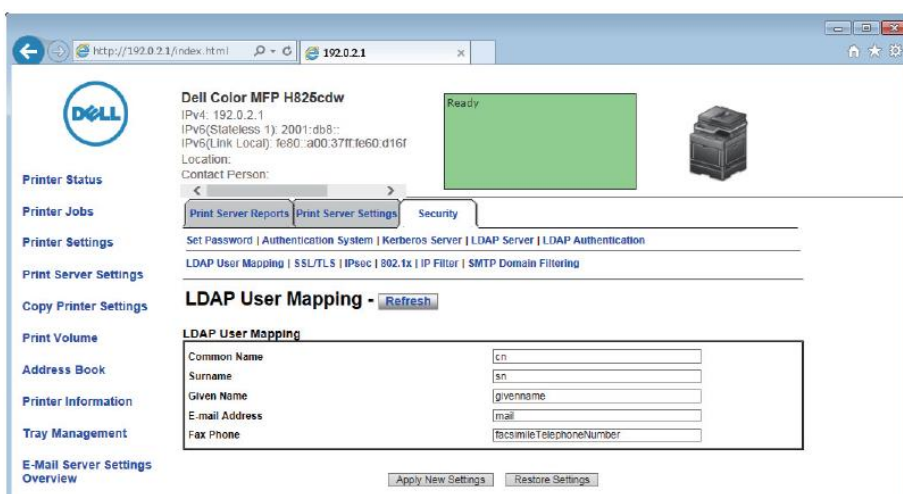 http://192.0.2.1/index.html
192.0.2.1
DELL
Dell Color MFP H825cdw
IPv4: 192.0.2.1
IPv6(Stateless 1): 2001:db8::
IPv6(Link Local): fe80::a00:37ff:fe60:d16f
Location:
Contact Person:
Ready
Printer Status
Printer Jobs
Printer Settings
Print Server Settings
Copy Printer Settings
Print Volume
Address Book
Printer Information
Tray Management
E-Mail Server Settings
Overview
Print Server Reports Print Server Settings Security
Set Password | Authentication System | Kerberos Server | LDAP Server | LDAP Authentication
LDAP User Mapping | SSL/TLS | IPsec | 802.1x | IP Filter | SMTP Domain Filtering
LDAP User Mapping - Refresh
LDAP User Mapping
Common Name cn
Surname sn
Given Name givenname
E-mail Address mail
Fax Phone facsimileTelephoneNumber
Apply New Settings Restore Settings